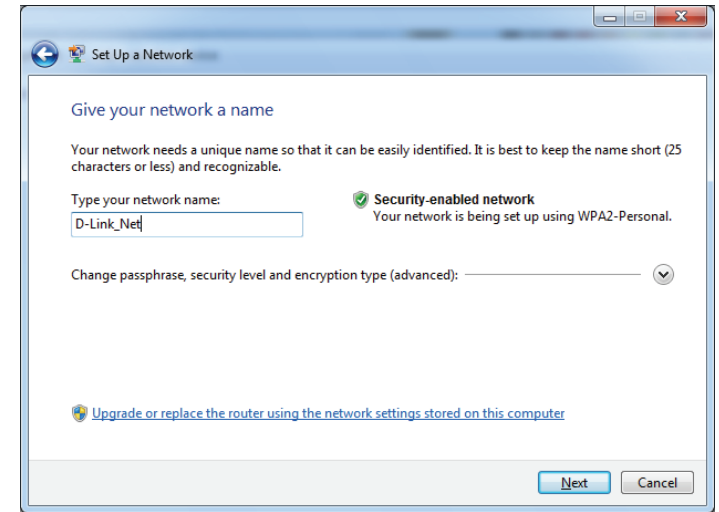 Set Up a Network
Give your network a name
Your network needs a unique name so that it can be easily identified. It is best to keep the name short (25
characters or less) and recognizable.
Type your network name:
Security-enabled network
D-Link_Net
Your network is being set up using WPA2-Personal.
Change passphrase, security level and encryption type (advanced):
Upgrade or replace the router using the network settings stored on this computer
Next Cancel